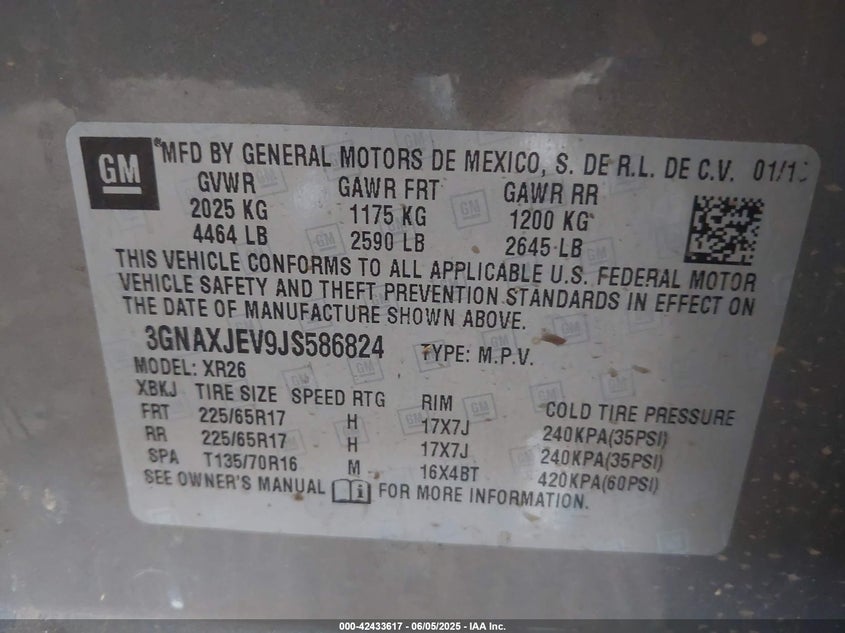 GM
®MFD BY GENERAL MOTORS DE MEXICO, S. DE R.L. DE C.V. 01/1
GVWR GAWR FRT GAWR RR
2025 KG 1175 KG 1200 KG
4464 LB 2590 LB 2645 LB
THIS VEHICLE CONFORMS TO ALL APPLICABLE U.S. FEDERAL MOTOR
VEHICLE SAFETY AND THEFT PREVENTION STANDARDS IN EFFECT ON
THE DATE OF MANUFACTURE SHOWN ABOVE.
3GNAXJEV9JS586824 TYPE: M.P.V.
MODEL: XR26
XBKJ TIRE SIZE SPEED RTG RIM COLD TIRE PRESSURE
FRT 225/65R17 H 17X7J 240KPA(35PSI)
RR 225/65R17 H 17X7J 240KPA(35PSI)
SPA T135/70R16 M 16X4BT 420KPA(60PSI)
SEE OWNER'S MANUAL FOR MORE INFORMATION.
000-42433617 - 06/05/2025 - IAA Inc.